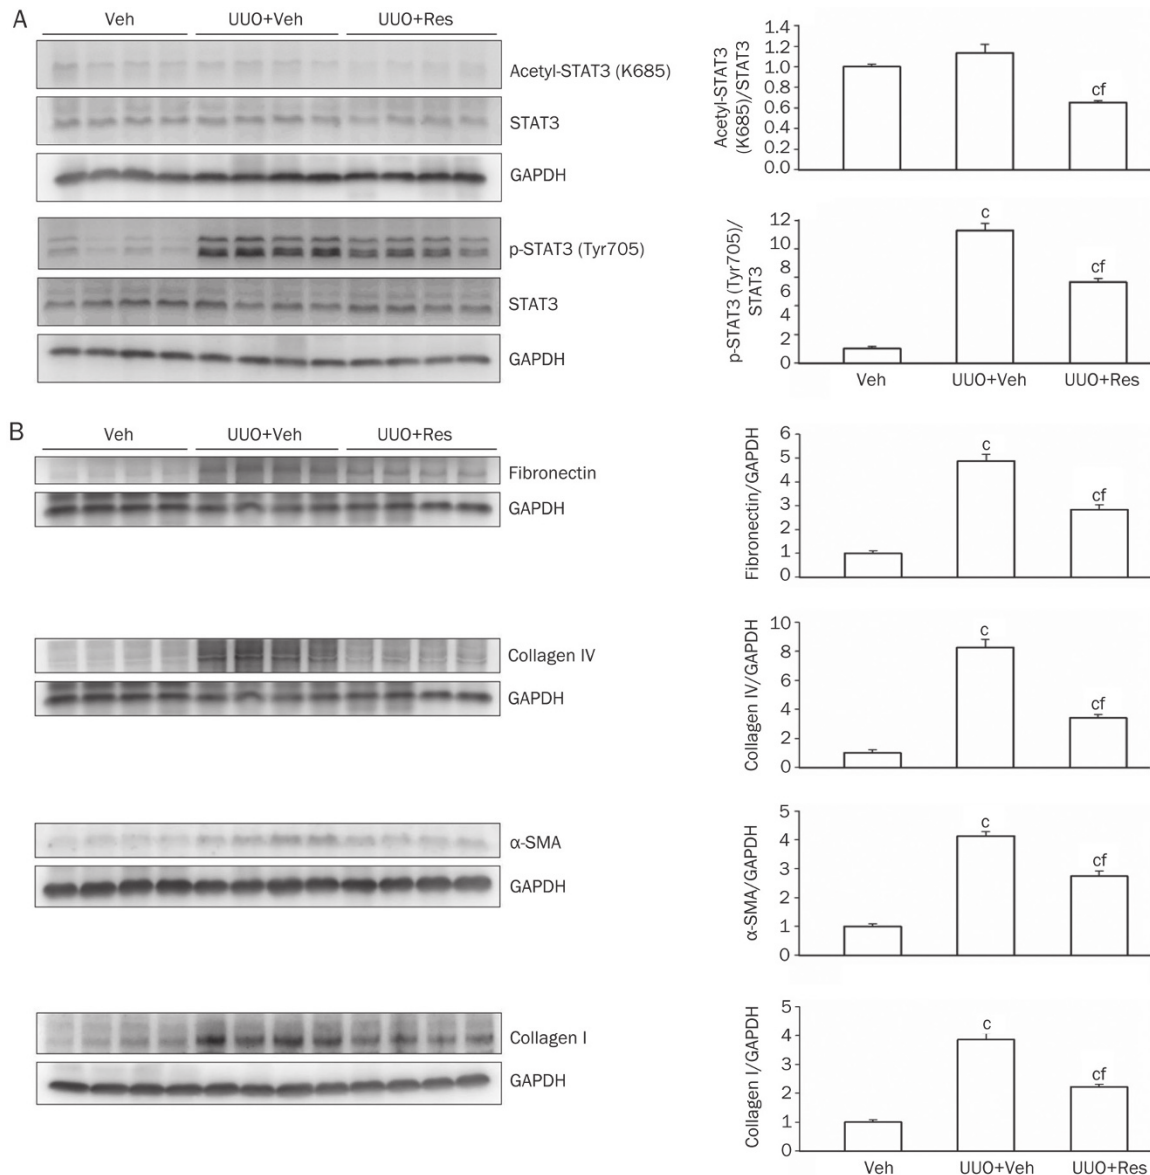 A
Veh UUO+Veh UUO+Res
Acetyl-STAT3 (K685)
STAT3
GAPDH
p-STAT3 (Tyr705)
STAT3
GAPDH
Acetyl-STAT3
(K685)/STAT3
1.4
1.2
1.0
0.8
0.6
0.4
0.2
0.0
cf
p-STAT3 (Tyr705)/
STAT3
12
10
8
6
4
2
0
c
cf
Veh UUO+Veh UUO+Res
B
Veh UUO+Veh UUO+Res
Fibronectin
GAPDH
Fibronectin/GAPDH
6
5
4
3
2
1
0
c
cf
Collagen IV
GAPDH
Collagen IV/GAPDH
10
8
6
4
2
0
c
cf
α-SMA
GAPDH
α-SMA/GAPDH
5
4
3
2
1
0
c
cf
Collagen I
GAPDH
Collagen I/GAPDH
5
4
3
2
1
0
c
cf
Veh UUO+Veh UUO+Res